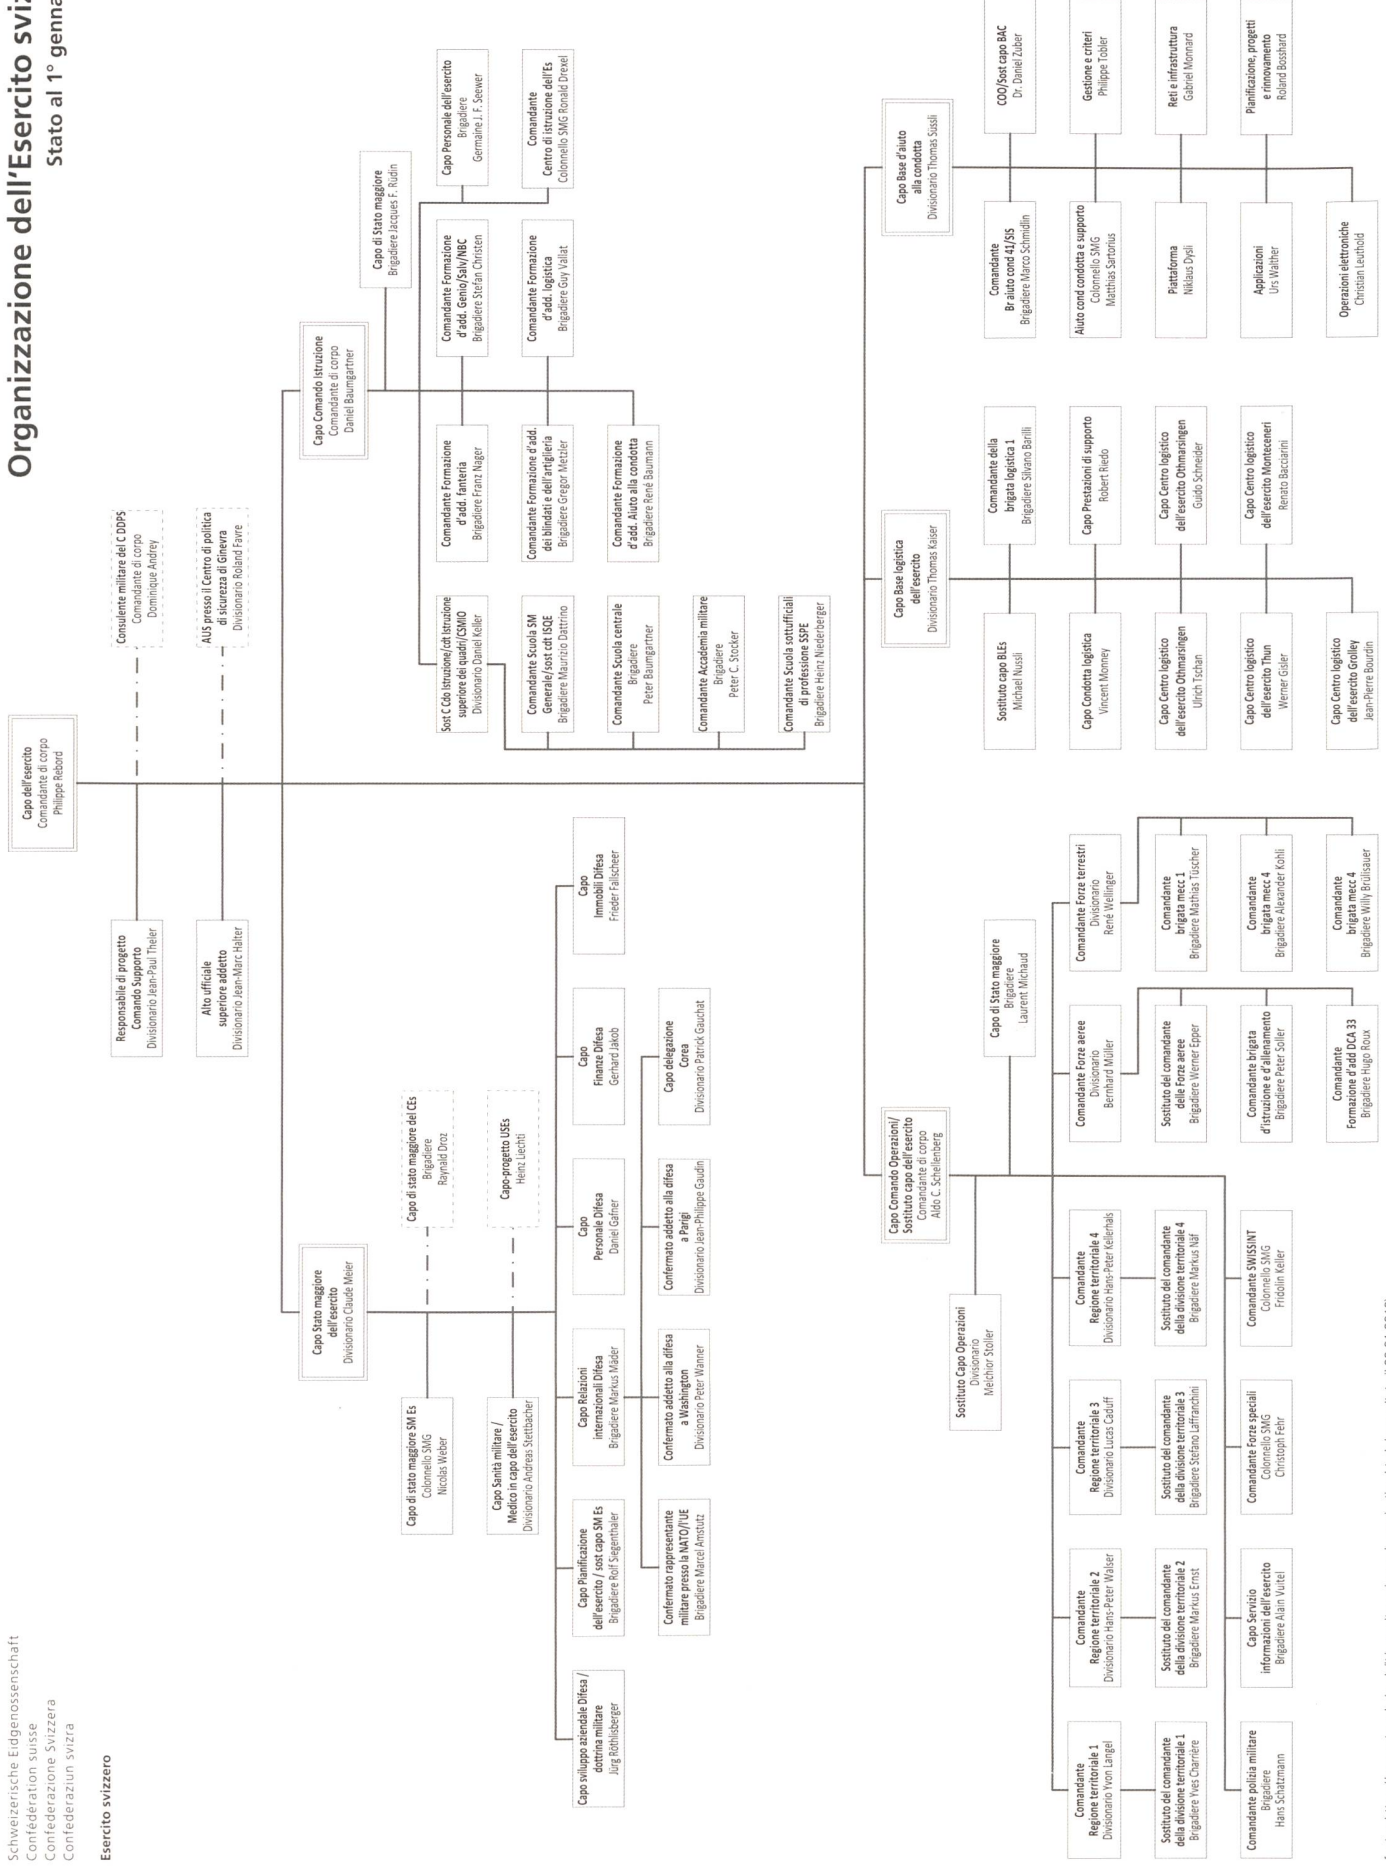 Schweizerische Eidgenossenschaft
Confédération suisse
Confederazione Svizzera
Confederaziun svizra
Esercito svizzero
Organizzazione dell'Esercito sviz
Stato al 1° genna
Capo dell'esercito
Comandante di corpo
Philippe Rebord
Responsabile di progetto
Comando Supporto
Divisionario Jean-Paul Theler
Consulente militare del C DDPS
Comandante di corpo
Dominique Andrey
Alto ufficiale
superiore addetto
Divisionario Jean-Marc Halter
AUS presso il Centro di politica
di sicurezza di Ginevra
Divisionario Roland Favre
Capo Stato maggiore
dell'esercito
Divisionario Claude Meier
Capo di stato maggiore SM Es
Colonnello SMG
Nicolas Weber
Capo di stato maggiore del CEs
Brigadiere
Raynald Droz
Capo Sanità militare /
Medico in capo dell'esercito
Divisionario Andreas Stettbacher
Capo-progetto USEs
Heinz Liechti
Capo sviluppo aziendale Difesa /
dottrina militare
Jürg Röthlisberger
Capo Pianificazione
dell'esercito / sost capo SM Es
Brigadiere Rolf Siegenthaler
Capo Relazioni
internazionali Difesa
Brigadiere Markus Mäder
Capo
Personale Difesa
Daniel Gafner
Capo
Finanze Difesa
Gerhard Jakob
Capo
Immobili Difesa
Frieder Fallscheer
Confermato rappresentante
militare presso la NATO/l'UE
Brigadiere Marcel Amstutz
Confermato addetto alla difesa
a Washington
Divisionario Peter Wanner
Confermato addetto alla difesa
a Parigi
Divisionario Jean-Philippe Gaudin
Capo delegazione
Corea
Divisionario Patrick Gauchat
Capo Comando Istruzione
Comandante di corpo
Daniel Baumgartner
Capo di Stato maggiore
Brigadiere Jacques F. Rüdin
Sost C Cdo Istruzione/cdt Istruzione
superiore dei quadri/CSMIO
Divisionario Daniel Keller
Comandante Formazione
d'add. fanteria
Brigadiere Franz Nager
Comandante Formazione
d'add. Genio/Salv/NBC
Brigadiere Stefan Christen
Capo Personale dell'esercito
Brigadiere
Germaine J. F. Seewer
Comandante Scuola SM
Generale/sost cdt ISQE
Brigadiere Maurizio Dattrino
Comandante Formazione d'add.
dei blindati e dell'artiglieria
Brigadiere Gregor Metzler
Comandante Formazione
d'add. logistica
Brigadiere Guy Vallat
Comandante
Centro di istruzione dell'Es
Colonnello SMG Ronald Drexel
Comandante Scuola centrale
Brigadiere
Peter Baumgartner
Comandante Formazione
d'add. Aiuto alla condotta
Brigadiere René Baumann
Comandante Accademia militare
Brigadiere
Peter C. Stocker
Comandante Scuola sottufficiali
di professione SSPE
Brigadiere Heinz Niederberger
Capo Comando Operazioni/
Sostituto capo dell'esercito
Comandante di corpo
Aldo C. Schellenberg
Sostituto Capo Operazioni
Divisionario
Melchior Stoller
Capo di Stato maggiore
Brigadiere
Laurent Michaud
Comandante
Regione territoriale 1
Divisionario Yvon Langel
Comandante
Regione territoriale 2
Divisionario Hans-Peter Walser
Comandante
Regione territoriale 3
Divisionario Lucas Caduff
Comandante
Regione territoriale 4
Divisionario Hans-Peter Kellerhals
Comandante Forze aeree
Divisionario
Bernhard Müller
Comandante Forze terrestri
Divisionario
René Wellinger
Sostituto del comandante
della divisione territoriale 1
Brigadiere Yves Charrière
Sostituto del comandante
della divisione territoriale 2
Brigadiere Markus Ernst
Sostituto del comandante
della divisione territoriale 3
Brigadiere Stefano Laffranchini
Sostituto del comandante
della divisione territoriale 4
Brigadiere Markus Näf
Sostituto del comandante
delle Forze aeree
Brigadiere Werner Epper
Comandante
brigata mecc 1
Brigadiere Mathias Tüscher
Comandante polizia militare
Brigadiere
Hans Schatzmann
Capo Servizio
informazioni dell'esercito
Brigadiere Alain Vuitel
Comandante Forze speciali
Colonnello SMG
Christoph Fehr
Comandante SWISSINT
Colonnello SMG
Fridolin Keller
Comandante brigata
d'istruzione e d'allenamento
Brigadiere Peter Soller
Comandante
brigata mecc 4
Brigadiere Alexander Kohli
Comandante
Formazione d'add DCA 33
Brigadiere Hugo Roux
Comandante
brigata mecc 4
Brigadiere Willy Brülisauer
Capo Base logistica
dell'esercito
Divisionario Thomas Kaiser
Sostituto capo BLEs
Michael Nussli
Comandante della
brigata logistica 1
Brigadiere Silvano Barilli
Capo Condotta logistica
Vincent Monney
Capo Prestazioni di supporto
Robert Riedo
Capo Centro logistico
dell'esercito Othmarsingen
Ulrich Tschan
Capo Centro logistico
dell'esercito Othmarsingen
Guido Schneider
Capo Centro logistico
dell'esercito Thun
Werner Gisler
Capo Centro logistico
dell'esercito Monteceneri
Renato Bacciarini
Capo Centro logistico
dell'esercito Grolley
Jean-Pierre Bourdin
Capo Base d'aiuto
alla condotta
Divisionario Thomas Süssli
Comandante
Br aiuto cond 41/SIS
Brigadiere Marco Schmidlin
COO/Sost capo BAC
Dr. Daniel Zuber
Aiuto cond condotta e supporto
Colonnello SMG
Matthias Sartorius
Gestione e criteri
Philippe Tobler
Piattaforma
Niklaus Dysli
Reti e infrastruttura
Gabriel Monnard
Applicazioni
Urs Walther
Pianificazione, progetti
e rinnovamento
Roland Bosshard
Operazioni elettroniche
Christian Leuthold